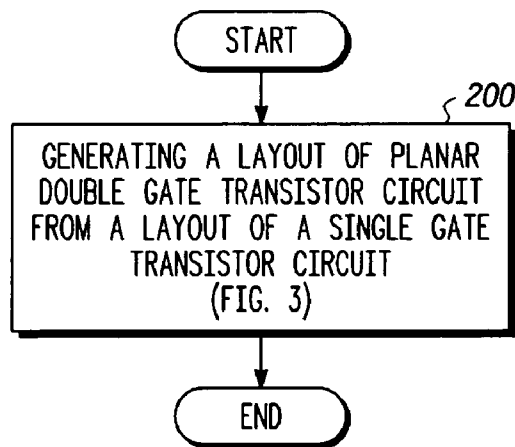 START
200
GENERATING A LAYOUT OF PLANAR
DOUBLE GATE TRANSISTOR CIRCUIT
FROM A LAYOUT OF A SINGLE GATE
TRANSISTOR CIRCUIT
(FIG. 3)
END